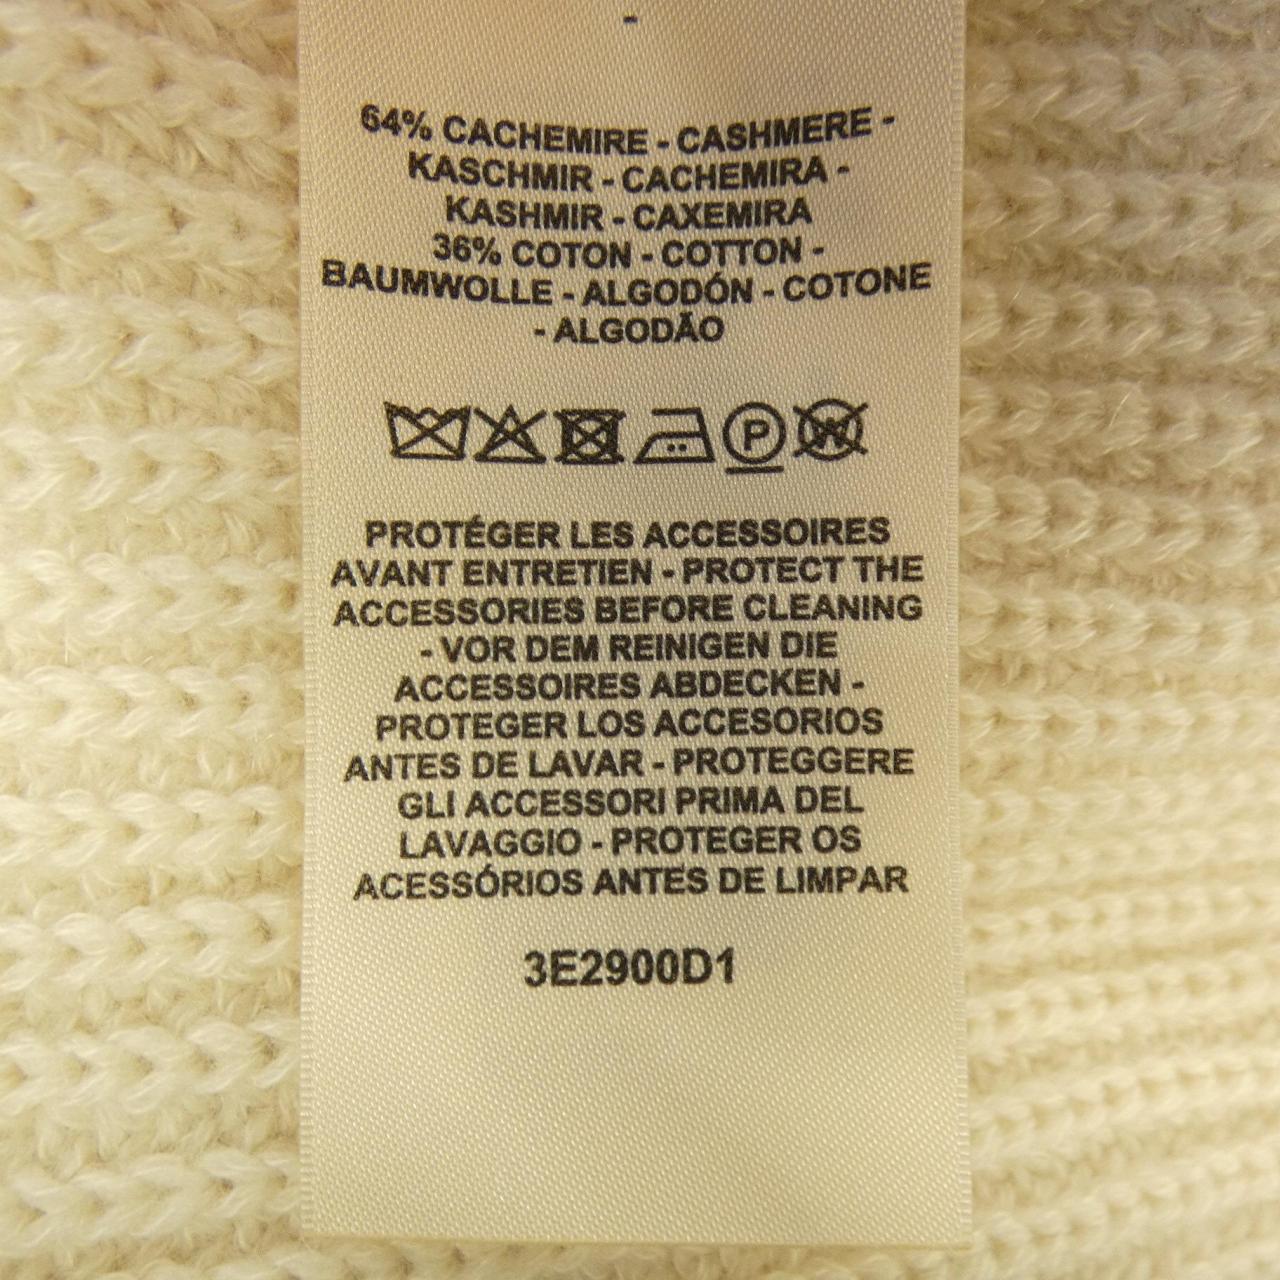 -
64% CACHEMIRE - CASHMERE -
KASCHMIR - CACHEMIRA -
KASHMIR - CAXEMIRA
36% COTON - COTTON -
BAUMWOLLE - ALGODÓN - COTONE
- ALGODÃO
P W
PROTÉGER LES ACCESSOIRES
AVANT ENTRETIEN - PROTECT THE
ACCESSORIES BEFORE CLEANING
- VOR DEM REINIGEN DIE
ACCESSOIRES ABDECKEN -
PROTEGER LOS ACCESORIOS
ANTES DE LAVAR - PROTEGGERE
GLI ACCESSORI PRIMA DEL
LAVAGGIO - PROTEGER OS
ACESSÓRIOS ANTES DE LIMPAR
3E2900D1